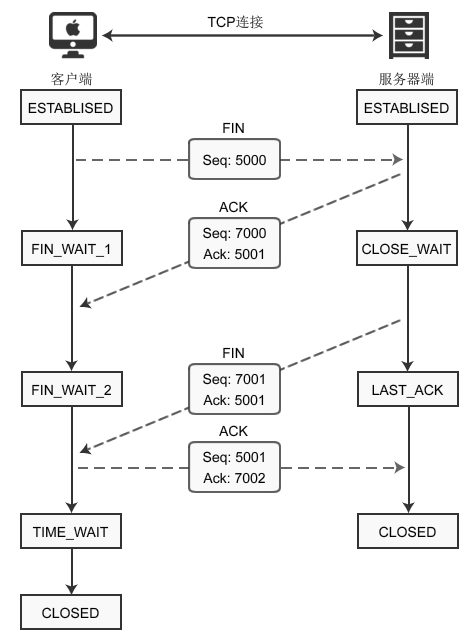 TCP连接
客户端
服务器端
ESTABLISED
ESTABLISED
FIN
Seq: 5000
ACK
Seq: 7000
Ack: 5001
FIN_WAIT_1
CLOSE_WAIT
FIN
Seq: 7001
Ack: 5001
FIN_WAIT_2
LAST_ACK
ACK
Seq: 5001
Ack: 7002
TIME_WAIT
CLOSED
CLOSED